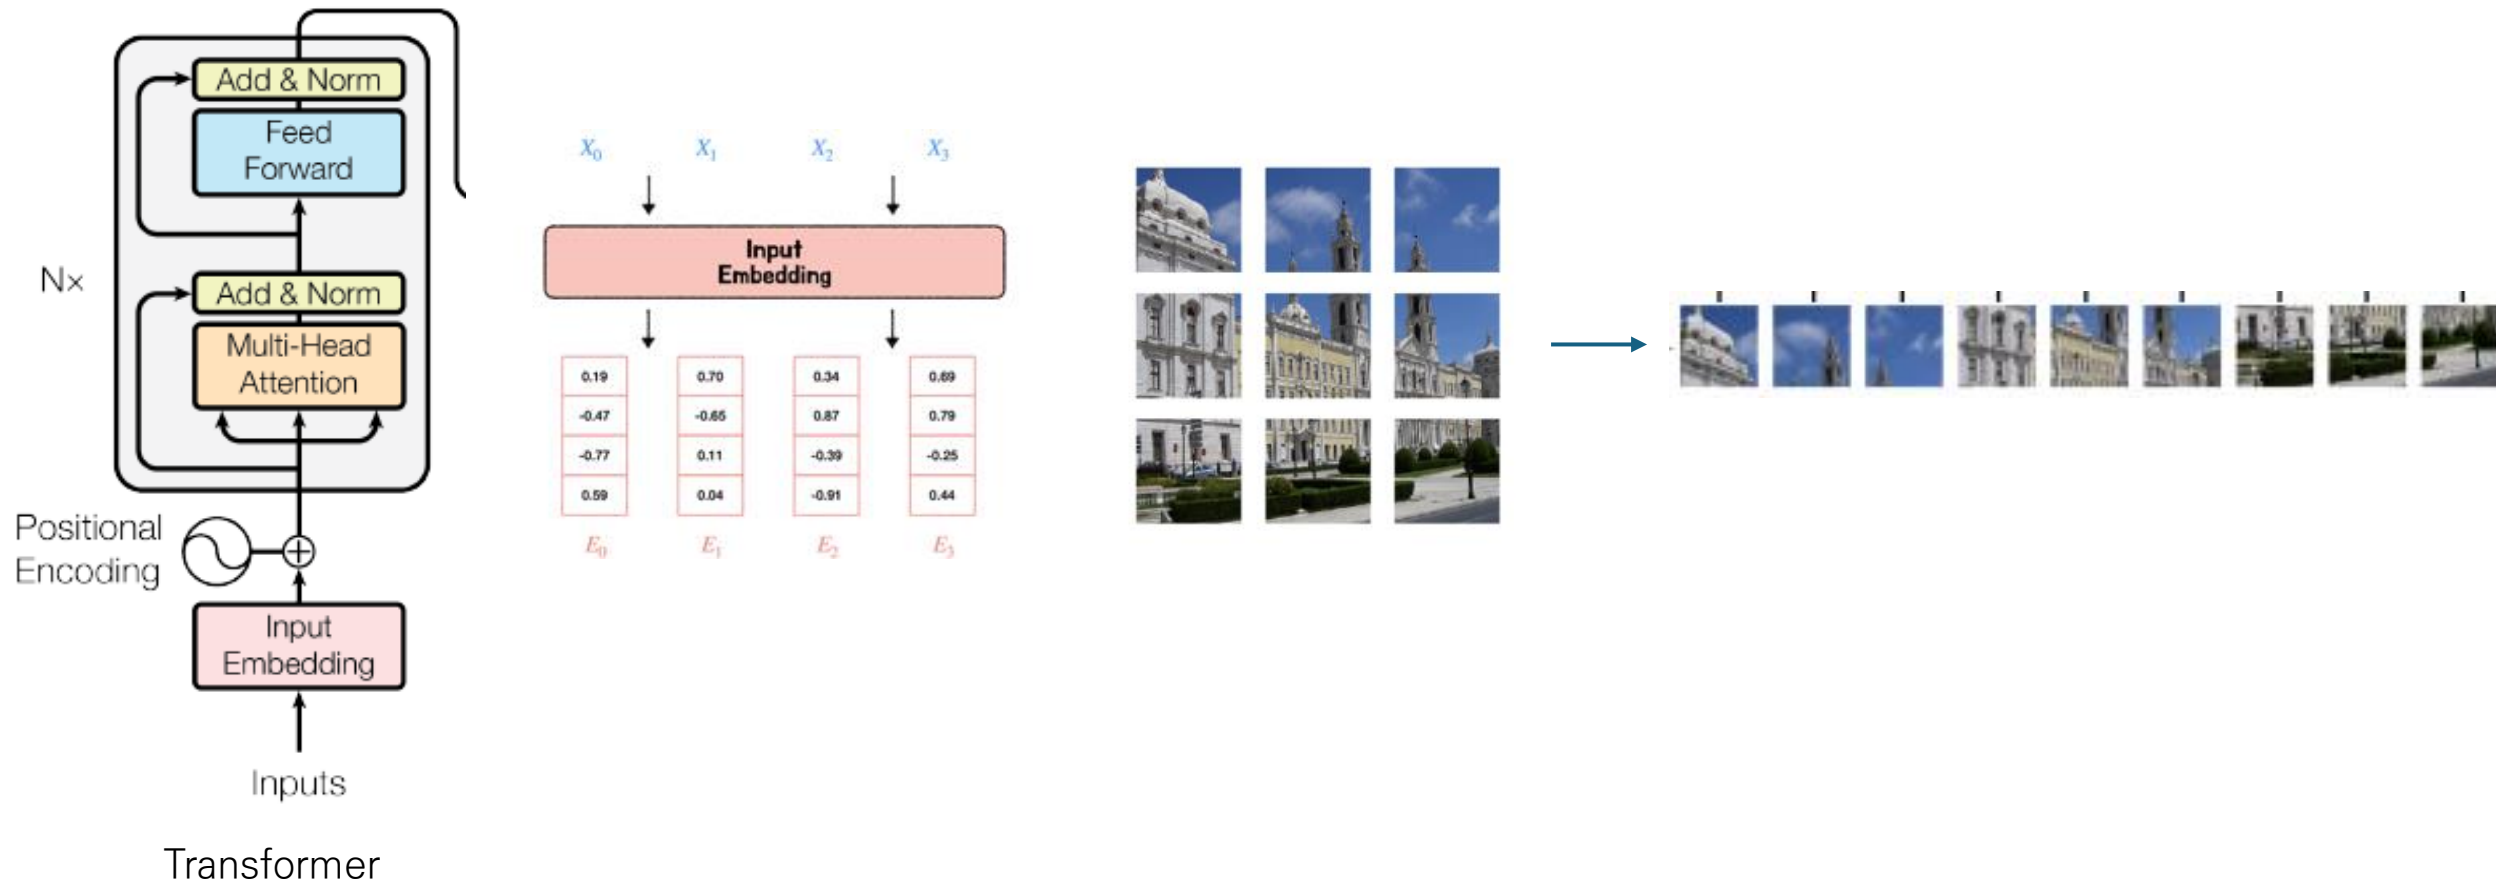 Add & Norm
Feed
Forward
Add & Norm
Multi-Head
Attention
N×
Positional
Encoding
Input
Embedding
Inputs
Transformer
X0 X1 X2 X3
Input
Embedding
0.19 0.70 0.34 0.69
-0.47 -0.65 0.87 0.79
-0.77 0.11 -0.39 -0.25
0.59 0.04 -0.91 0.44
E0 E1 E2 E3